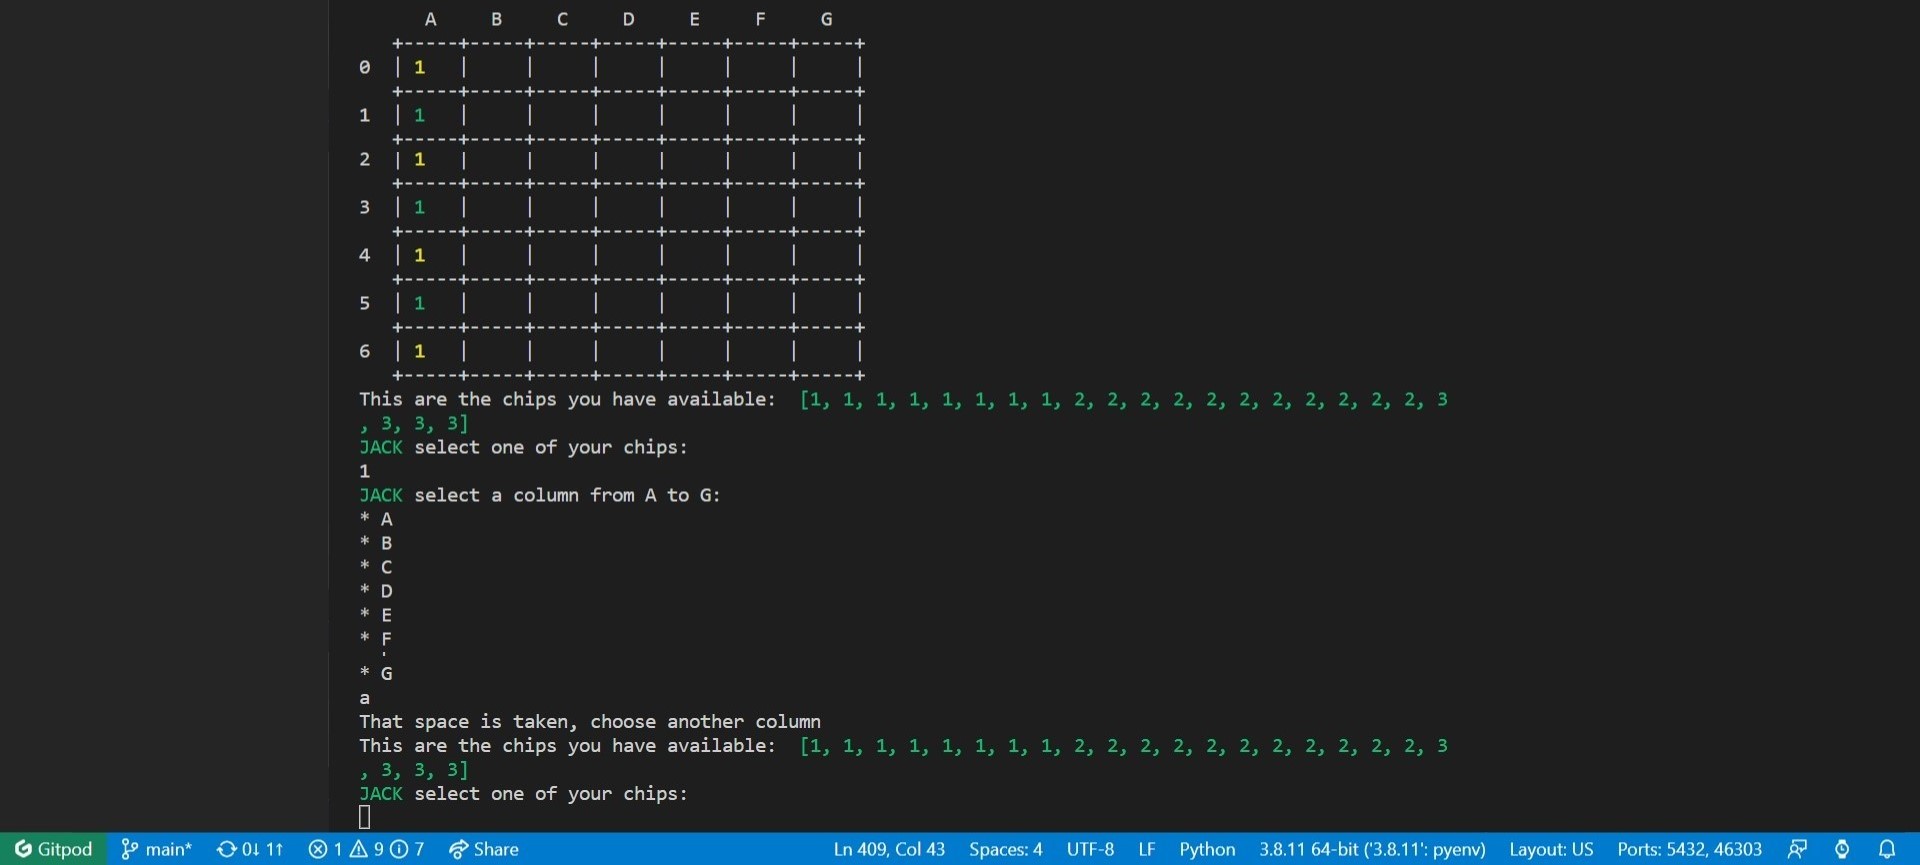 A B C D E F G
+-----+-----+-----+-----+-----+-----+-----+
0 | 1 | | | | | | |
+-----+-----+-----+-----+-----+-----+-----+
1 | 1 | | | | | | |
+-----+-----+-----+-----+-----+-----+-----+
2 | 1 | | | | | | |
+-----+-----+-----+-----+-----+-----+-----+
3 | 1 | | | | | | |
+-----+-----+-----+-----+-----+-----+-----+
4 | 1 | | | | | | |
+-----+-----+-----+-----+-----+-----+-----+
5 | 1 | | | | | | |
+-----+-----+-----+-----+-----+-----+-----+
6 | 1 | | | | | | |
+-----+-----+-----+-----+-----+-----+-----+
This are the chips you have available: [1, 1, 1, 1, 1, 1, 1, 1, 2, 2, 2, 2, 2, 2, 2, 2, 2, 2, 2, 3
, 3, 3, 3]
JACK select one of your chips:
1
JACK select a column from A to G:
* A
* B
* C
* D
* E
* F
* G
a
That space is taken, choose another column
This are the chips you have available: [1, 1, 1, 1, 1, 1, 1, 1, 2, 2, 2, 2, 2, 2, 2, 2, 2, 2, 2, 3
, 3, 3, 3]
JACK select one of your chips:
Gitpod main* 0↓ 1↑ 1 9 7 Share Ln 409, Col 43 Spaces: 4 UTF-8 LF Python 3.8.11 64-bit ('3.8.11': pyenv) Layout: US Ports: 5432, 46303